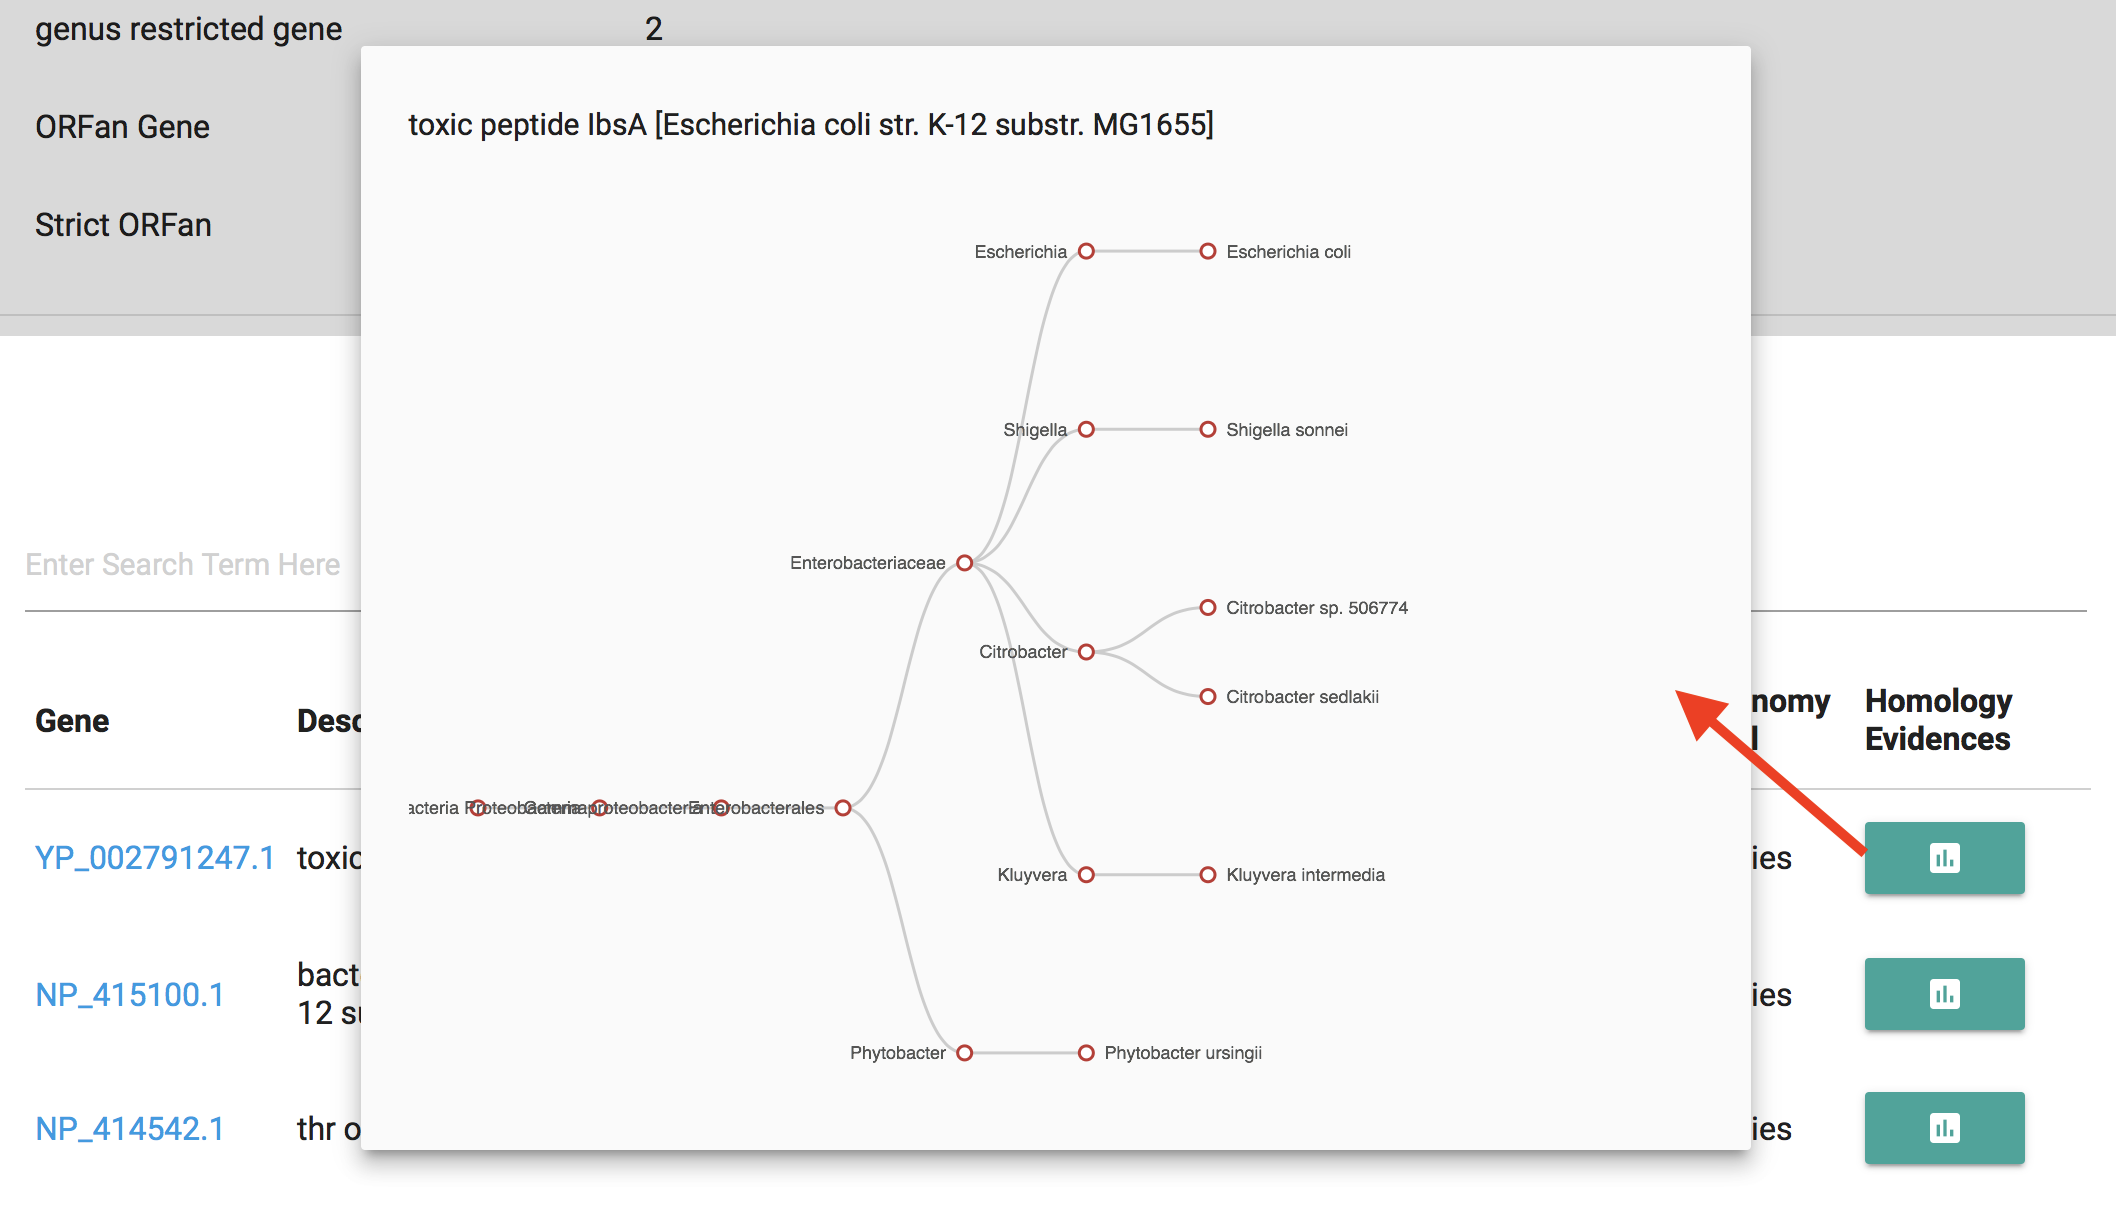 genus restricted gene 2
ORFan Gene
Strict ORFan
toxic peptide IbsA [Escherichia coli str. K-12 substr. MG1655]
Escherichia Escherichia coli
Shigella Shigella sonnei
Enterobacteriaceae
Enter Search Term Here
Citrobacter sp. 506774
Citrobacter
Citrobacter sedlakii
Gene Desc nomy Homology
l Evidences
acteria Proteobacteria Gammaproteobacteria Enterobacterales
YP_002791247.1 toxic ies
Kluyvera Kluyvera intermedia
bact
NP_415100.1 ies
12 su
Phytobacter Phytobacter ursingii
NP_414542.1 thr o ies